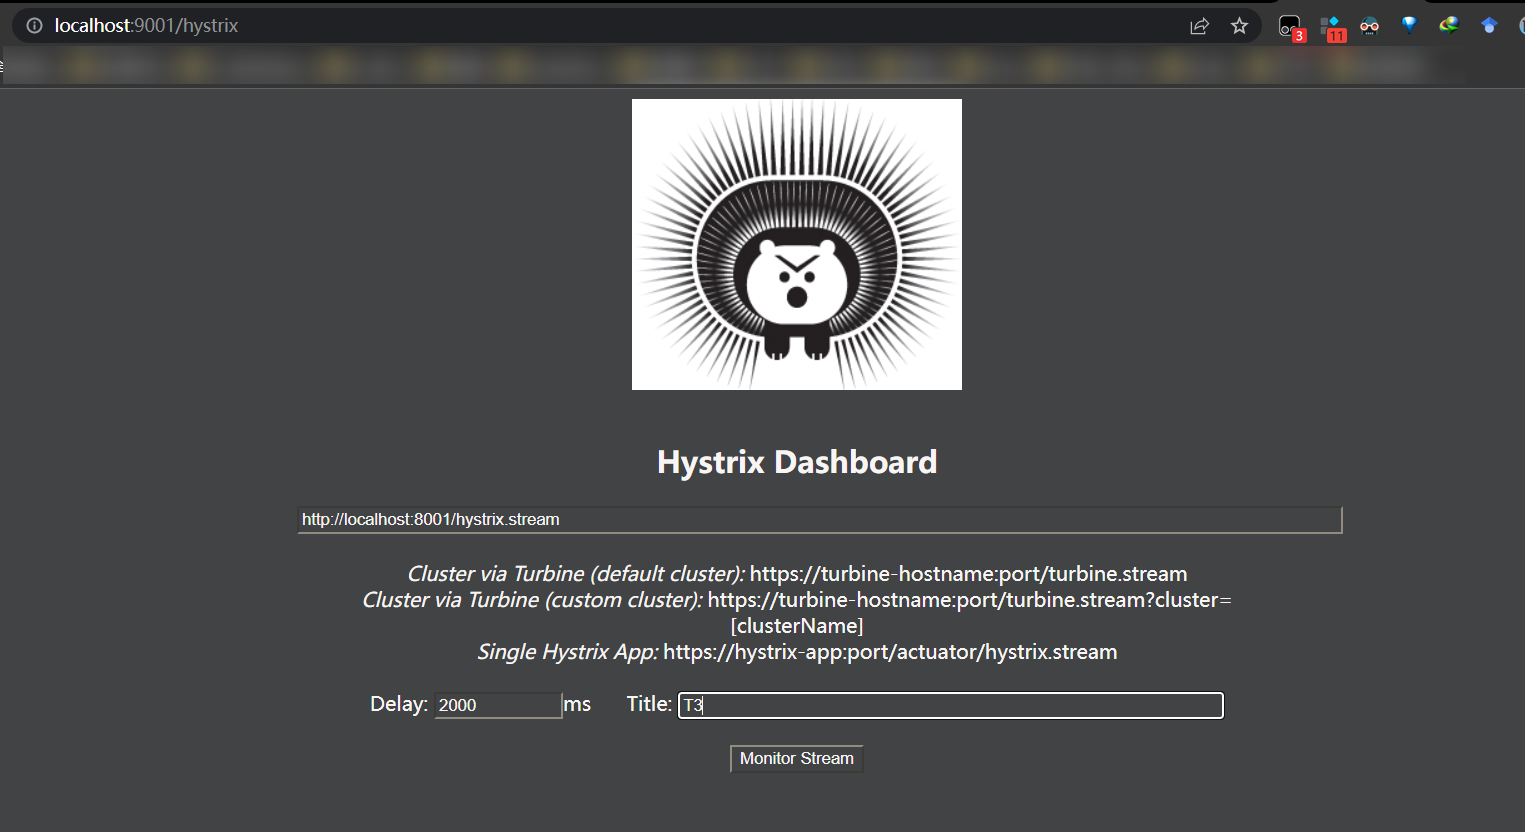 localhost:9001/hystrix
3
11
Hystrix Dashboard
http://localhost:8001/hystrix.stream
Cluster via Turbine (default cluster): https://turbine-hostname:port/turbine.stream
Cluster via Turbine (custom cluster): https://turbine-hostname:port/turbine.stream?cluster=
[clusterName]
Single Hystrix App: https://hystrix-app:port/actuator/hystrix.stream
Delay: 2000 ms Title: T3
Monitor Stream